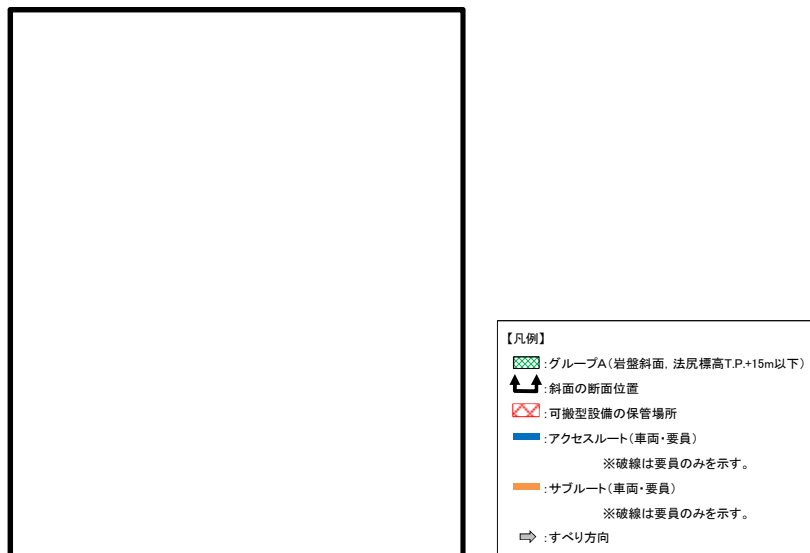 【凡例】
:グループA(岩盤斜面, 法尻標高T.P.+15m以下)
:斜面の断面位置
:可搬型設備の保管場所
:アクセスルート(車両・要員)
※破線は要員のみを示す。
:サブルート(車両・要員)
※破線は要員のみを示す。
:すべり方向